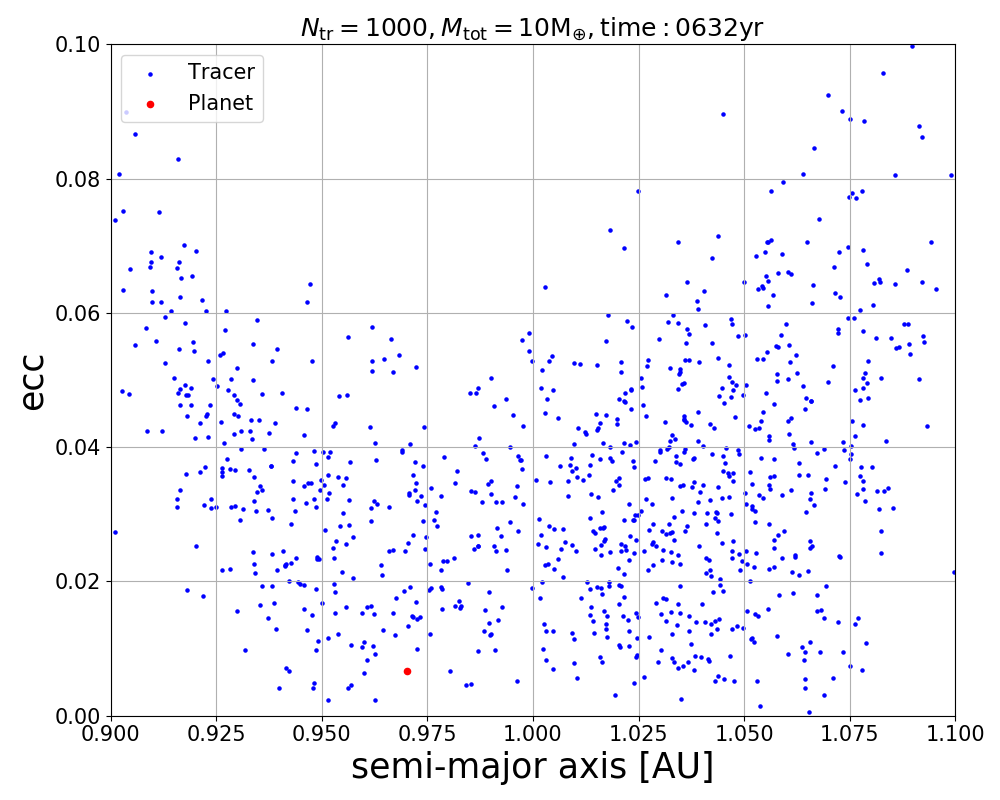 N_tr = 1000, M_tot = 10M_⊕, time : 0632yr
Tracer
Planet
ecc
0.10
0.08
0.06
0.04
0.02
0.00
0.900 0.925 0.950 0.975 1.000 1.025 1.050 1.075 1.100
semi-major axis [AU]